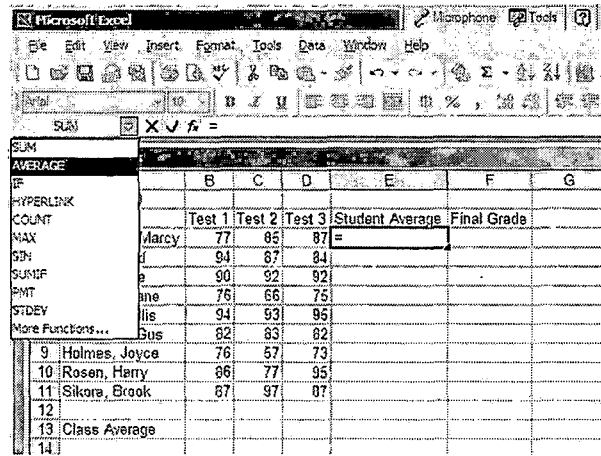 Microsoft Excel
Microphone Tools
File Edit View Insert Format Tools Data Window Help
Arial 10 B I U % ,
SUM X fx =
SUM
AVERAGE
IF
HYPERLINK
COUNT
MAX
SIN
SUMIF
PMT
STDEV
More Functions...
B C D E F G
Test 1 Test 2 Test 3 Student Average Final Grade
Marcy 77 85 87 =
94 87 84
90 92 92
76 66 75
94 93 95
Gus 82 83 82
9 Holmes, Joyce 76 57 73
10 Rosen, Harry 86 77 95
11 Sikora, Brook 87 97 87
12
13 Class Average
14